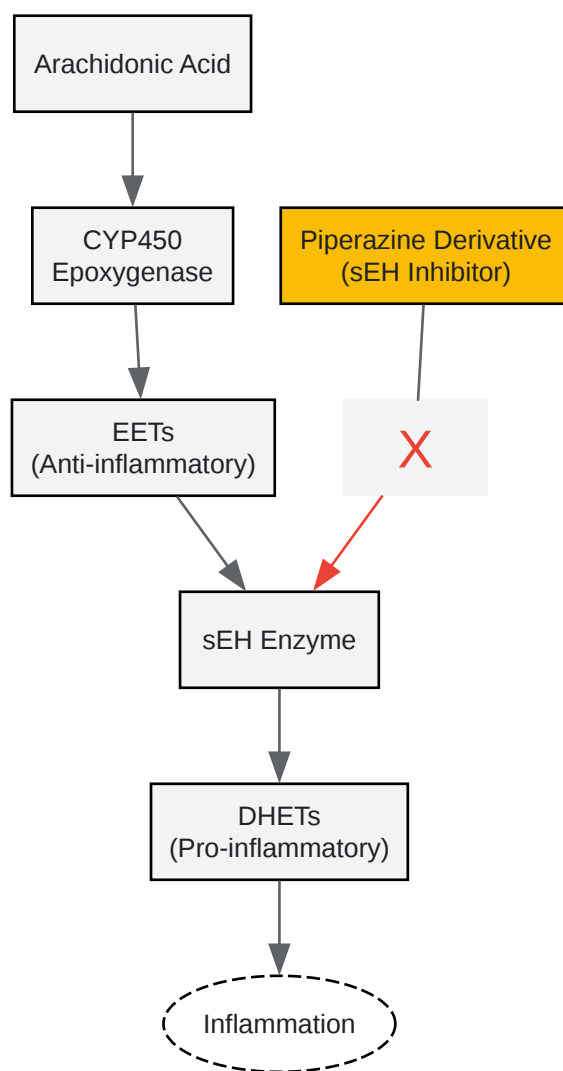 Arachidonic Acid
CYP450
Epoxygenase
Piperazine Derivative
(sEH Inhibitor)
EETs
(Anti-inflammatory)
X
sEH Enzyme
DHETs
(Pro-inflammatory)
Inflammation